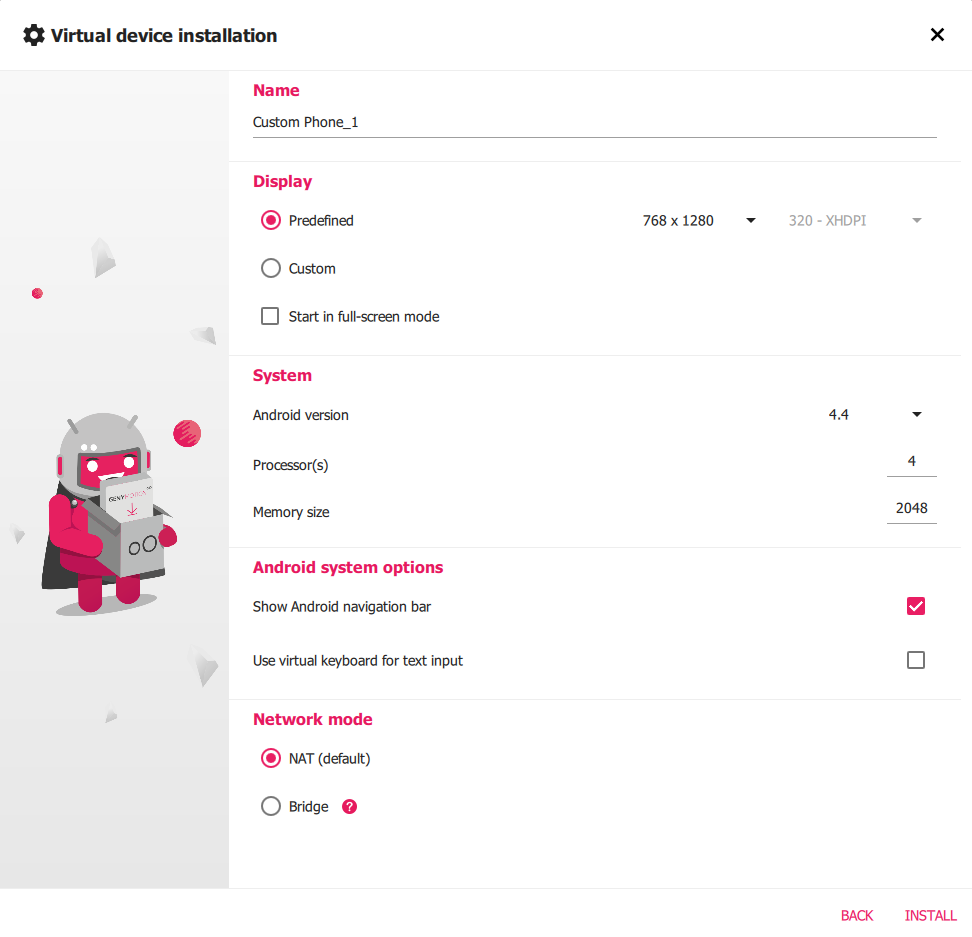 Virtual device installation
Name
Custom Phone_1
Display
Predefined 768 x 1280 320 - XHDPI
Custom
Start in full-screen mode
System
Android version 4.4
Processor(s) 4
Memory size 2048
GENYMOTION
Android system options
Show Android navigation bar
Use virtual keyboard for text input
Network mode
NAT (default)
Bridge ?
BACK INSTALL